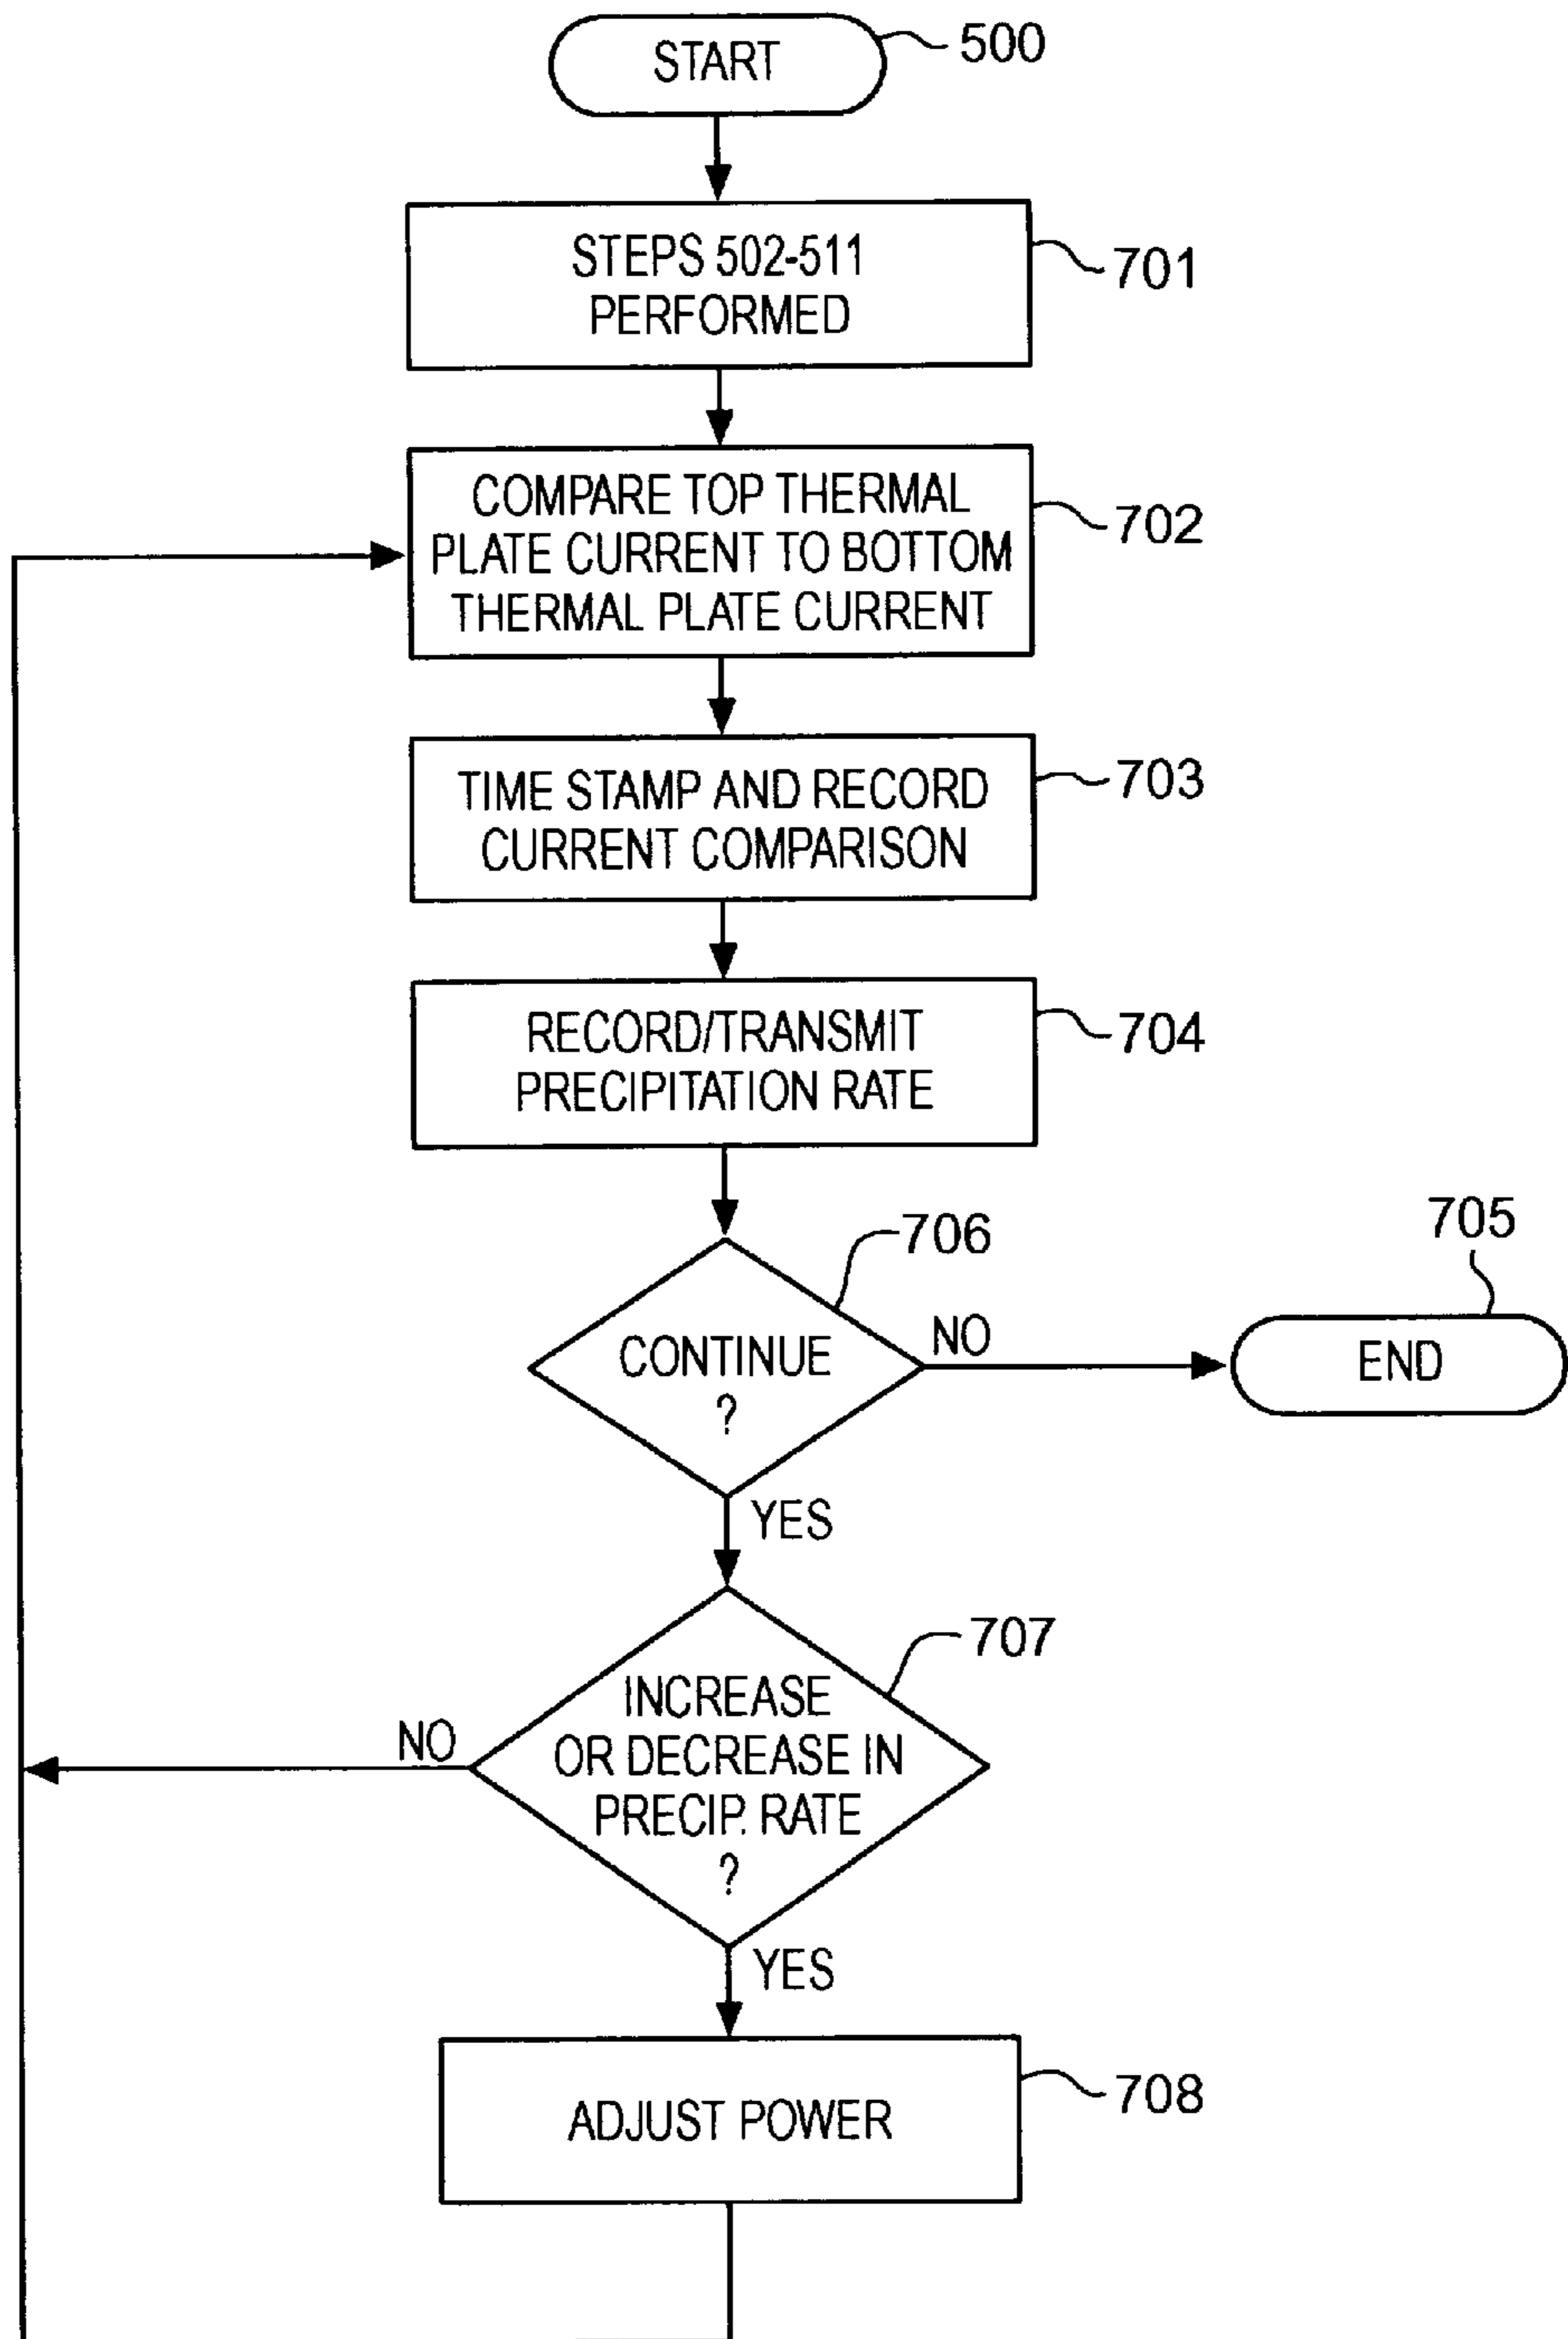 START
500
STEPS 502-511
PERFORMED
701
COMPARE TOP THERMAL
PLATE CURRENT TO BOTTOM
THERMAL PLATE CURRENT
702
TIME STAMP AND RECORD
CURRENT COMPARISON
703
RECORD/TRANSMIT
PRECIPITATION RATE
704
706
CONTINUE
?
NO
705
END
YES
707
INCREASE
OR DECREASE IN
PRECIP. RATE
?
NO
YES
ADJUST POWER
708